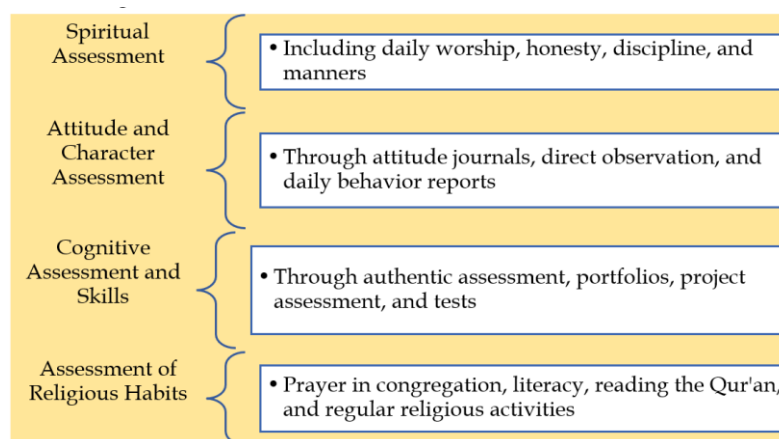 Spiritual
Assessment
• Including daily worship, honesty, discipline, and
manners
Attitude and
Character
Assessment
• Through attitude journals, direct observation, and
daily behavior reports
Cognitive
Assessment and
Skills
• Through authentic assessment, portfolios, project
assessment, and tests
Assessment of
Religious Habits
• Prayer in congregation, literacy, reading the Qur'an,
and regular religious activities